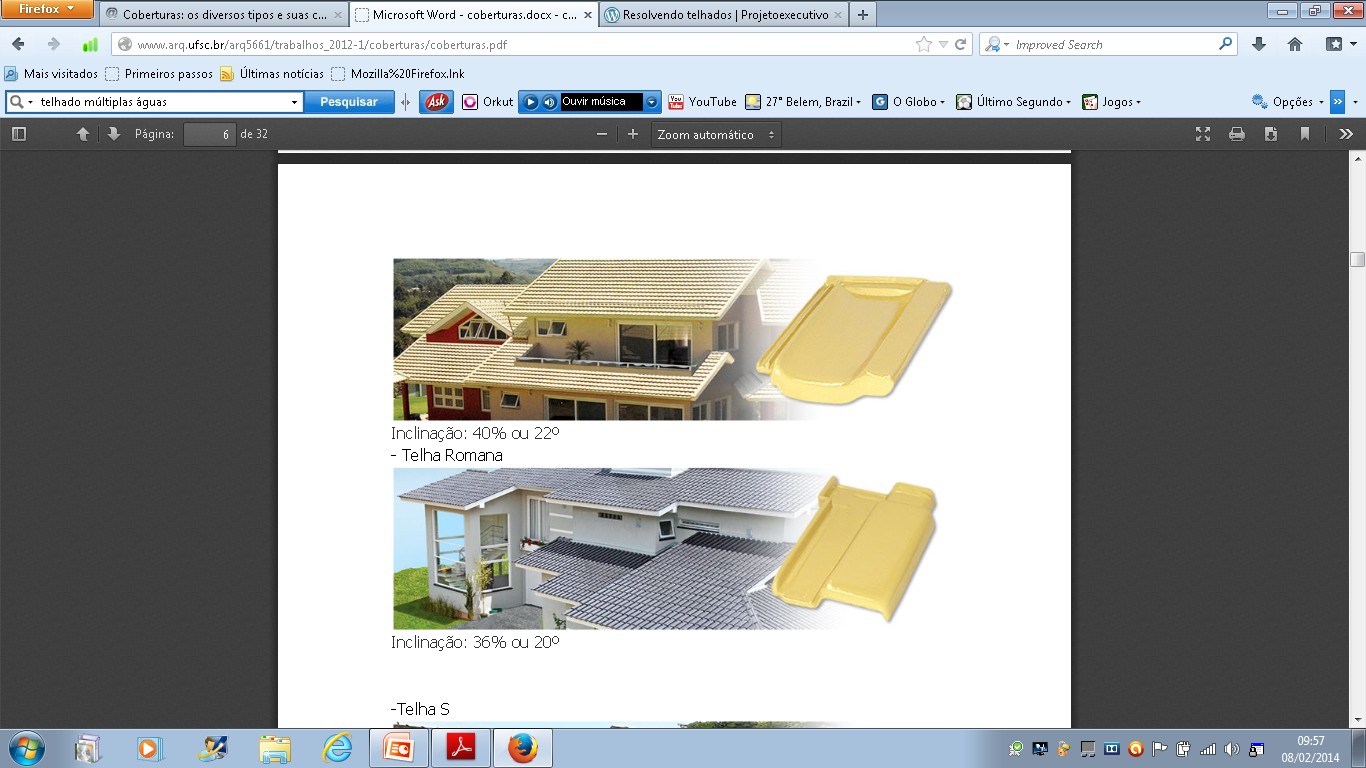 Firefox
Coberturas: os diversos tipos e suas c...
Microsoft Word - coberturas.docx - c...
Resolvendo telhados | Projetoexecutivo
www.arq.ufsc.br/arq5661/trabalhos_2012-1/coberturas/coberturas.pdf
Improved Search
Mais visitados
Primeiros passos
Últimas notícias
Mozilla%20Firefox.lnk
telhado múltiplas águas
Pesquisar
Ask
Orkut
Ouvir música
You Tube
YouTube
27° Belem, Brazil
G
O Globo
Último Segundo
Jogos
Opções
Página:
6
de 32
Zoom automático
Inclinação: 40% ou 22º
- Telha Romana
Inclinação: 36% ou 20º
-Telha S
09:57
08/02/2014